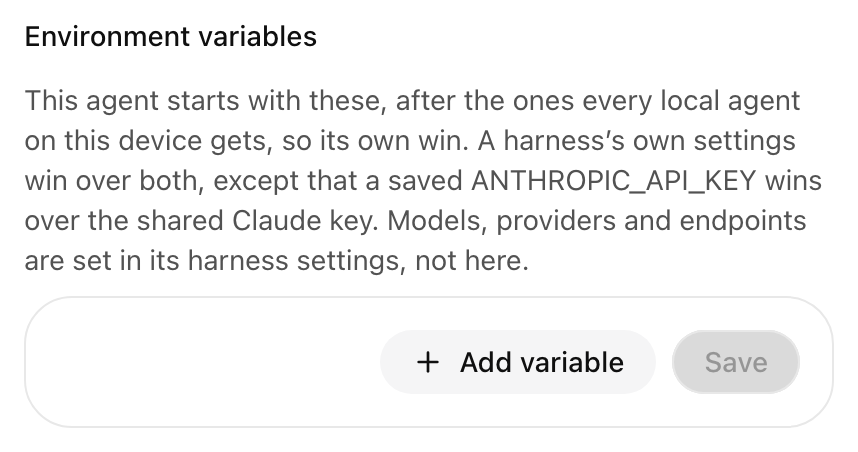 Environment variables
This agent starts with these, after the ones every local agent
on this device gets, so its own win. A harness’s own settings
win over both, except that a saved ANTHROPIC_API_KEY wins
over the shared Claude key. Models, providers and endpoints
are set in its harness settings, not here.
+ Add variable Save